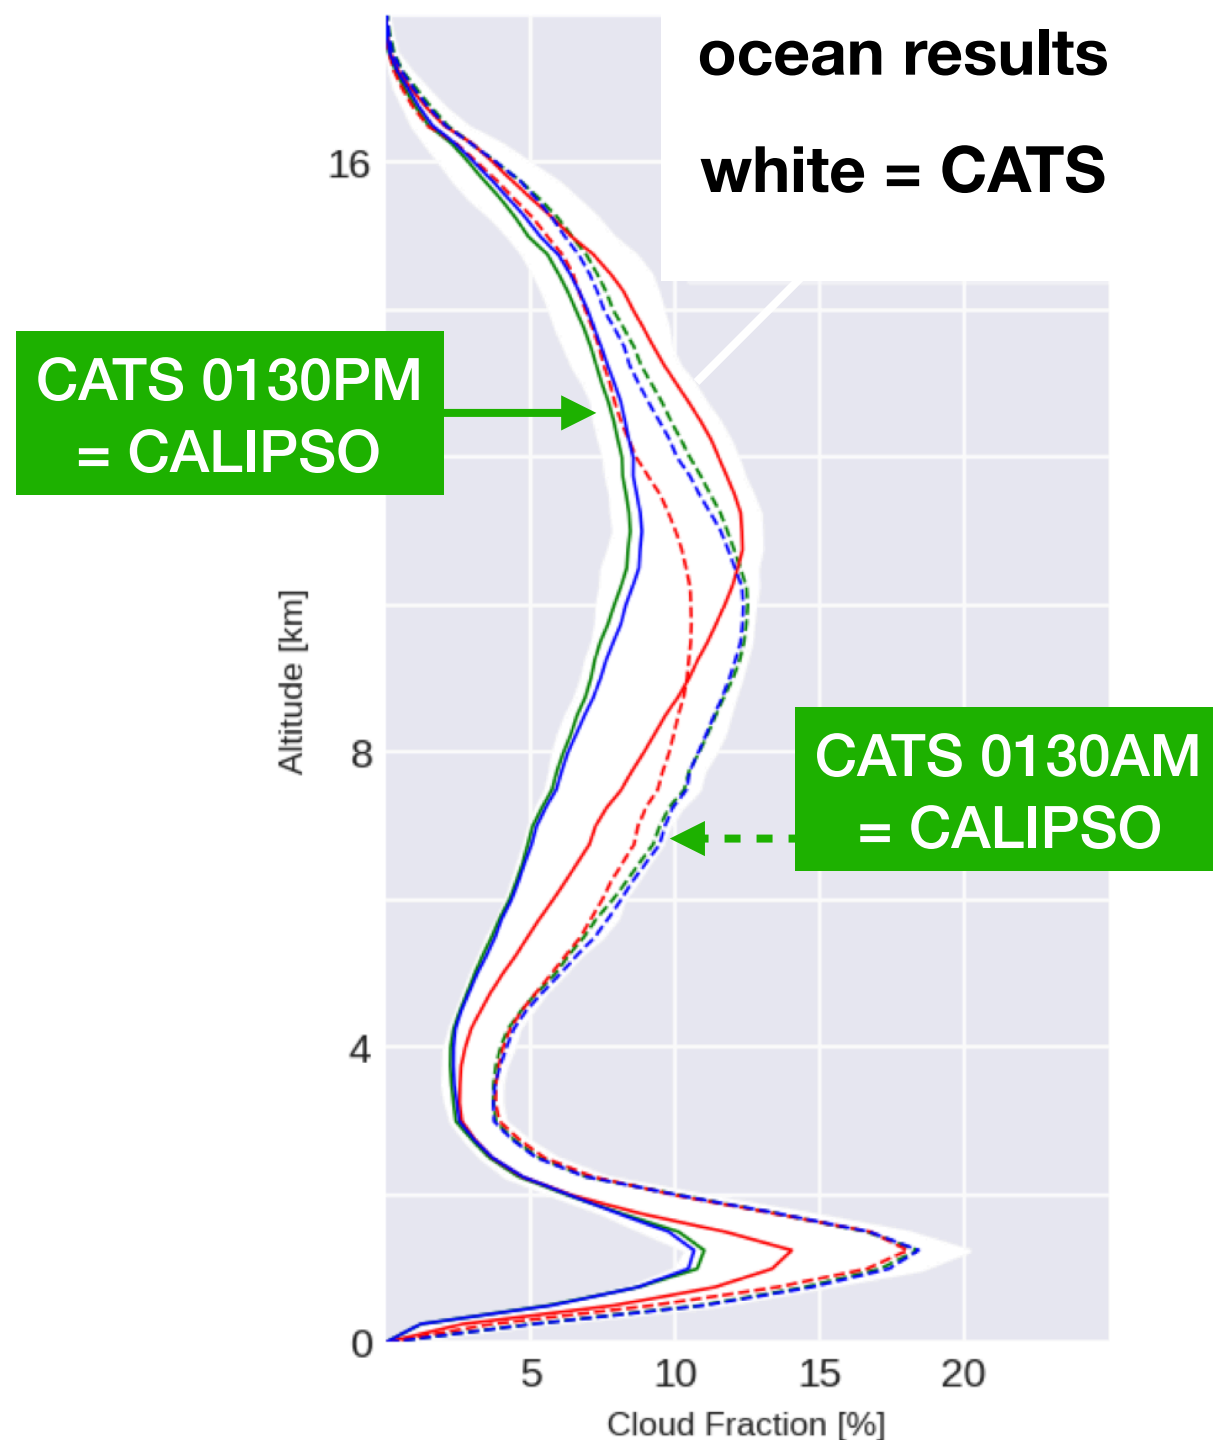 ocean results
white = CATS
16
CATS 0130PM
= CALIPSO
Altitude [km]
8
CATS 0130AM
= CALIPSO
4
0
5 10 15 20
Cloud Fraction [%]